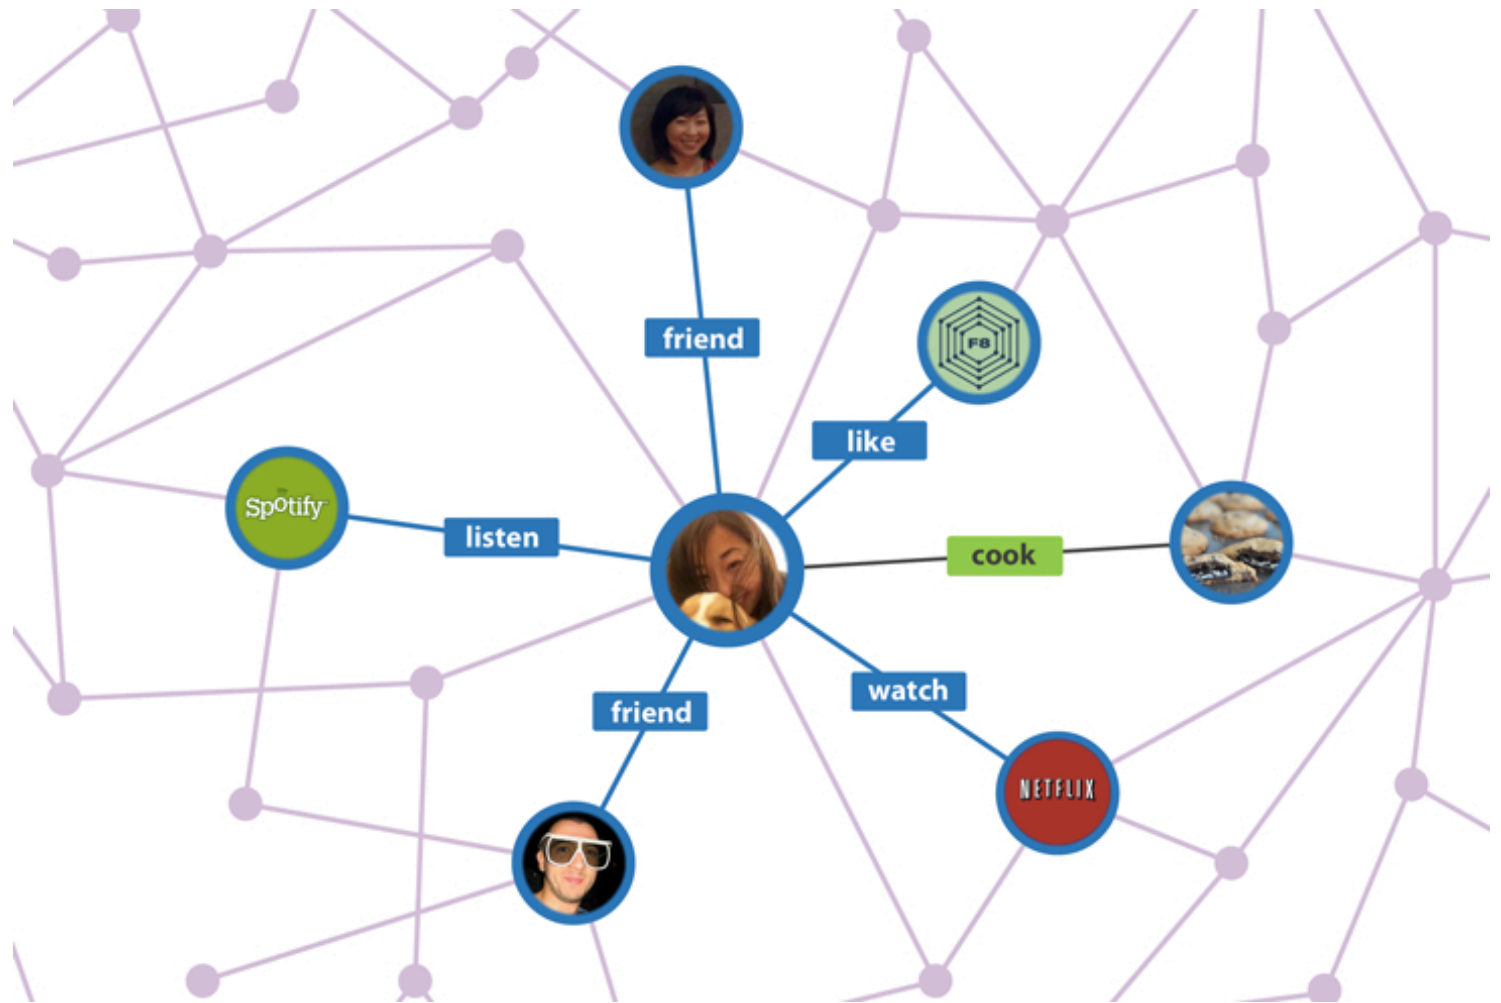 friend
F8
like
Spotify
listen
cook
watch
friend
NETFLIX